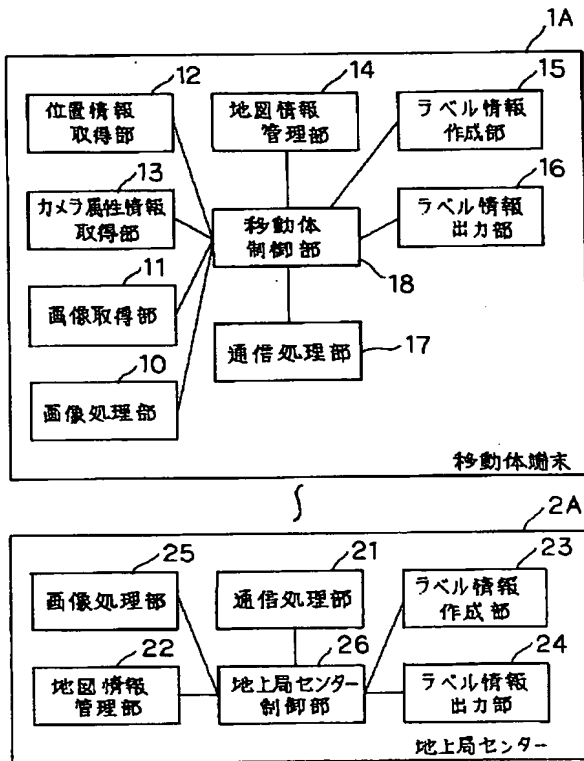 1A
12
位置情報
取得部
14
地図情報
管理部
15
ラベル情報
作成部
13
カメラ属性情報
取得部
移動体
制御部
18
16
ラベル情報
出力部
11
画像取得部
10
画像処理部
通信処理部
17
移動体端末
2A
25
画像処理部
21
通信処理部
23
ラベル情報
作成部
22
地図情報
管理部
26
地上局センター
制御部
24
ラベル情報
出力部
地上局センター